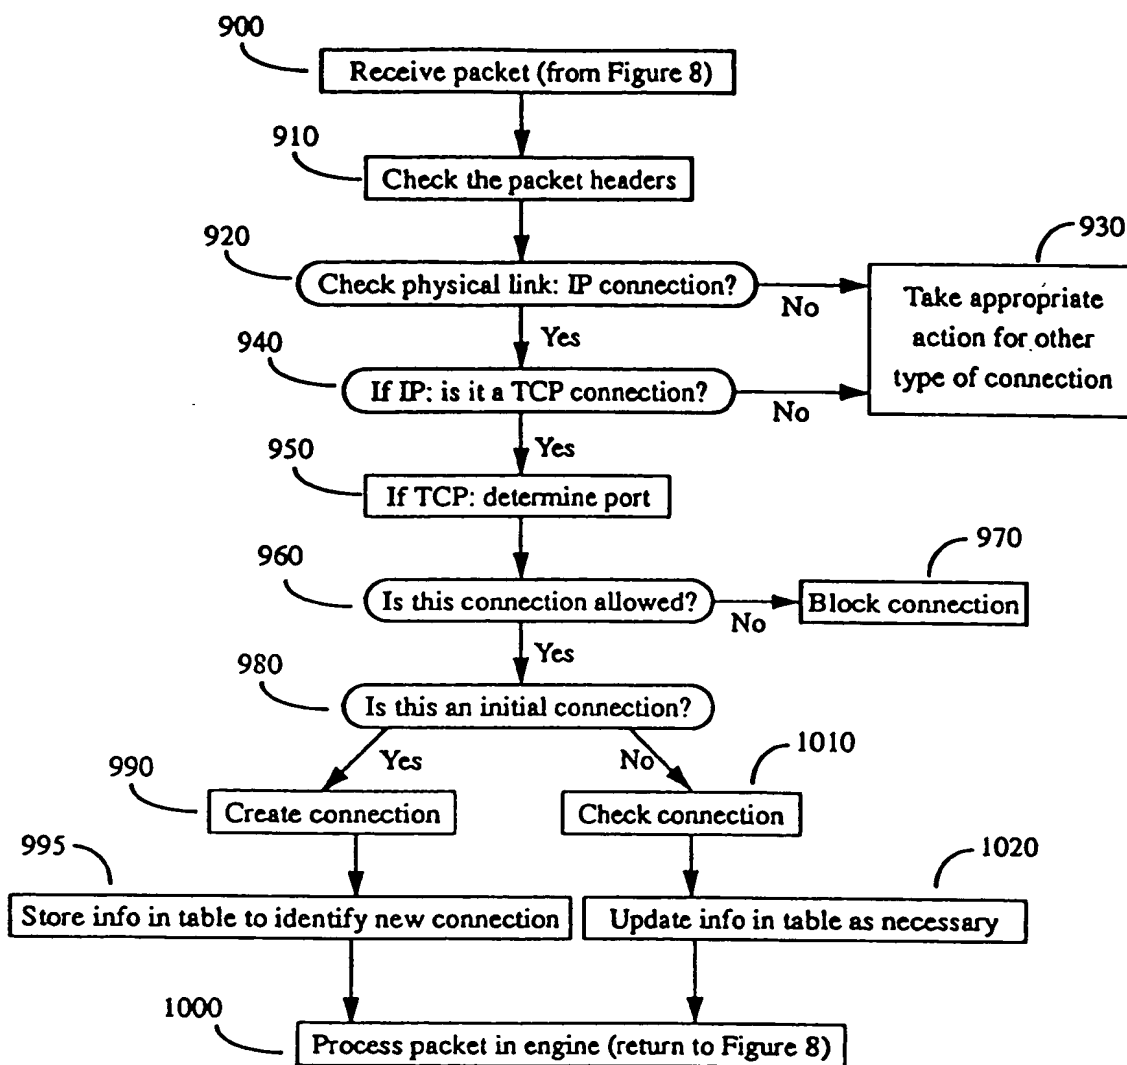 900
Receive packet (from Figure 8)
910
Check the packet headers
920
Check physical link: IP connection?
No
930
Take appropriate
action for other
type of connection
Yes
940
If IP: is it a TCP connection?
No
Yes
950
If TCP: determine port
960
Is this connection allowed?
No
970
Block connection
Yes
980
Is this an initial connection?
Yes
No
990
Create connection
1010
Check connection
995
Store info in table to identify new connection
1020
Update info in table as necessary
1000
Process packet in engine (return to Figure 8)